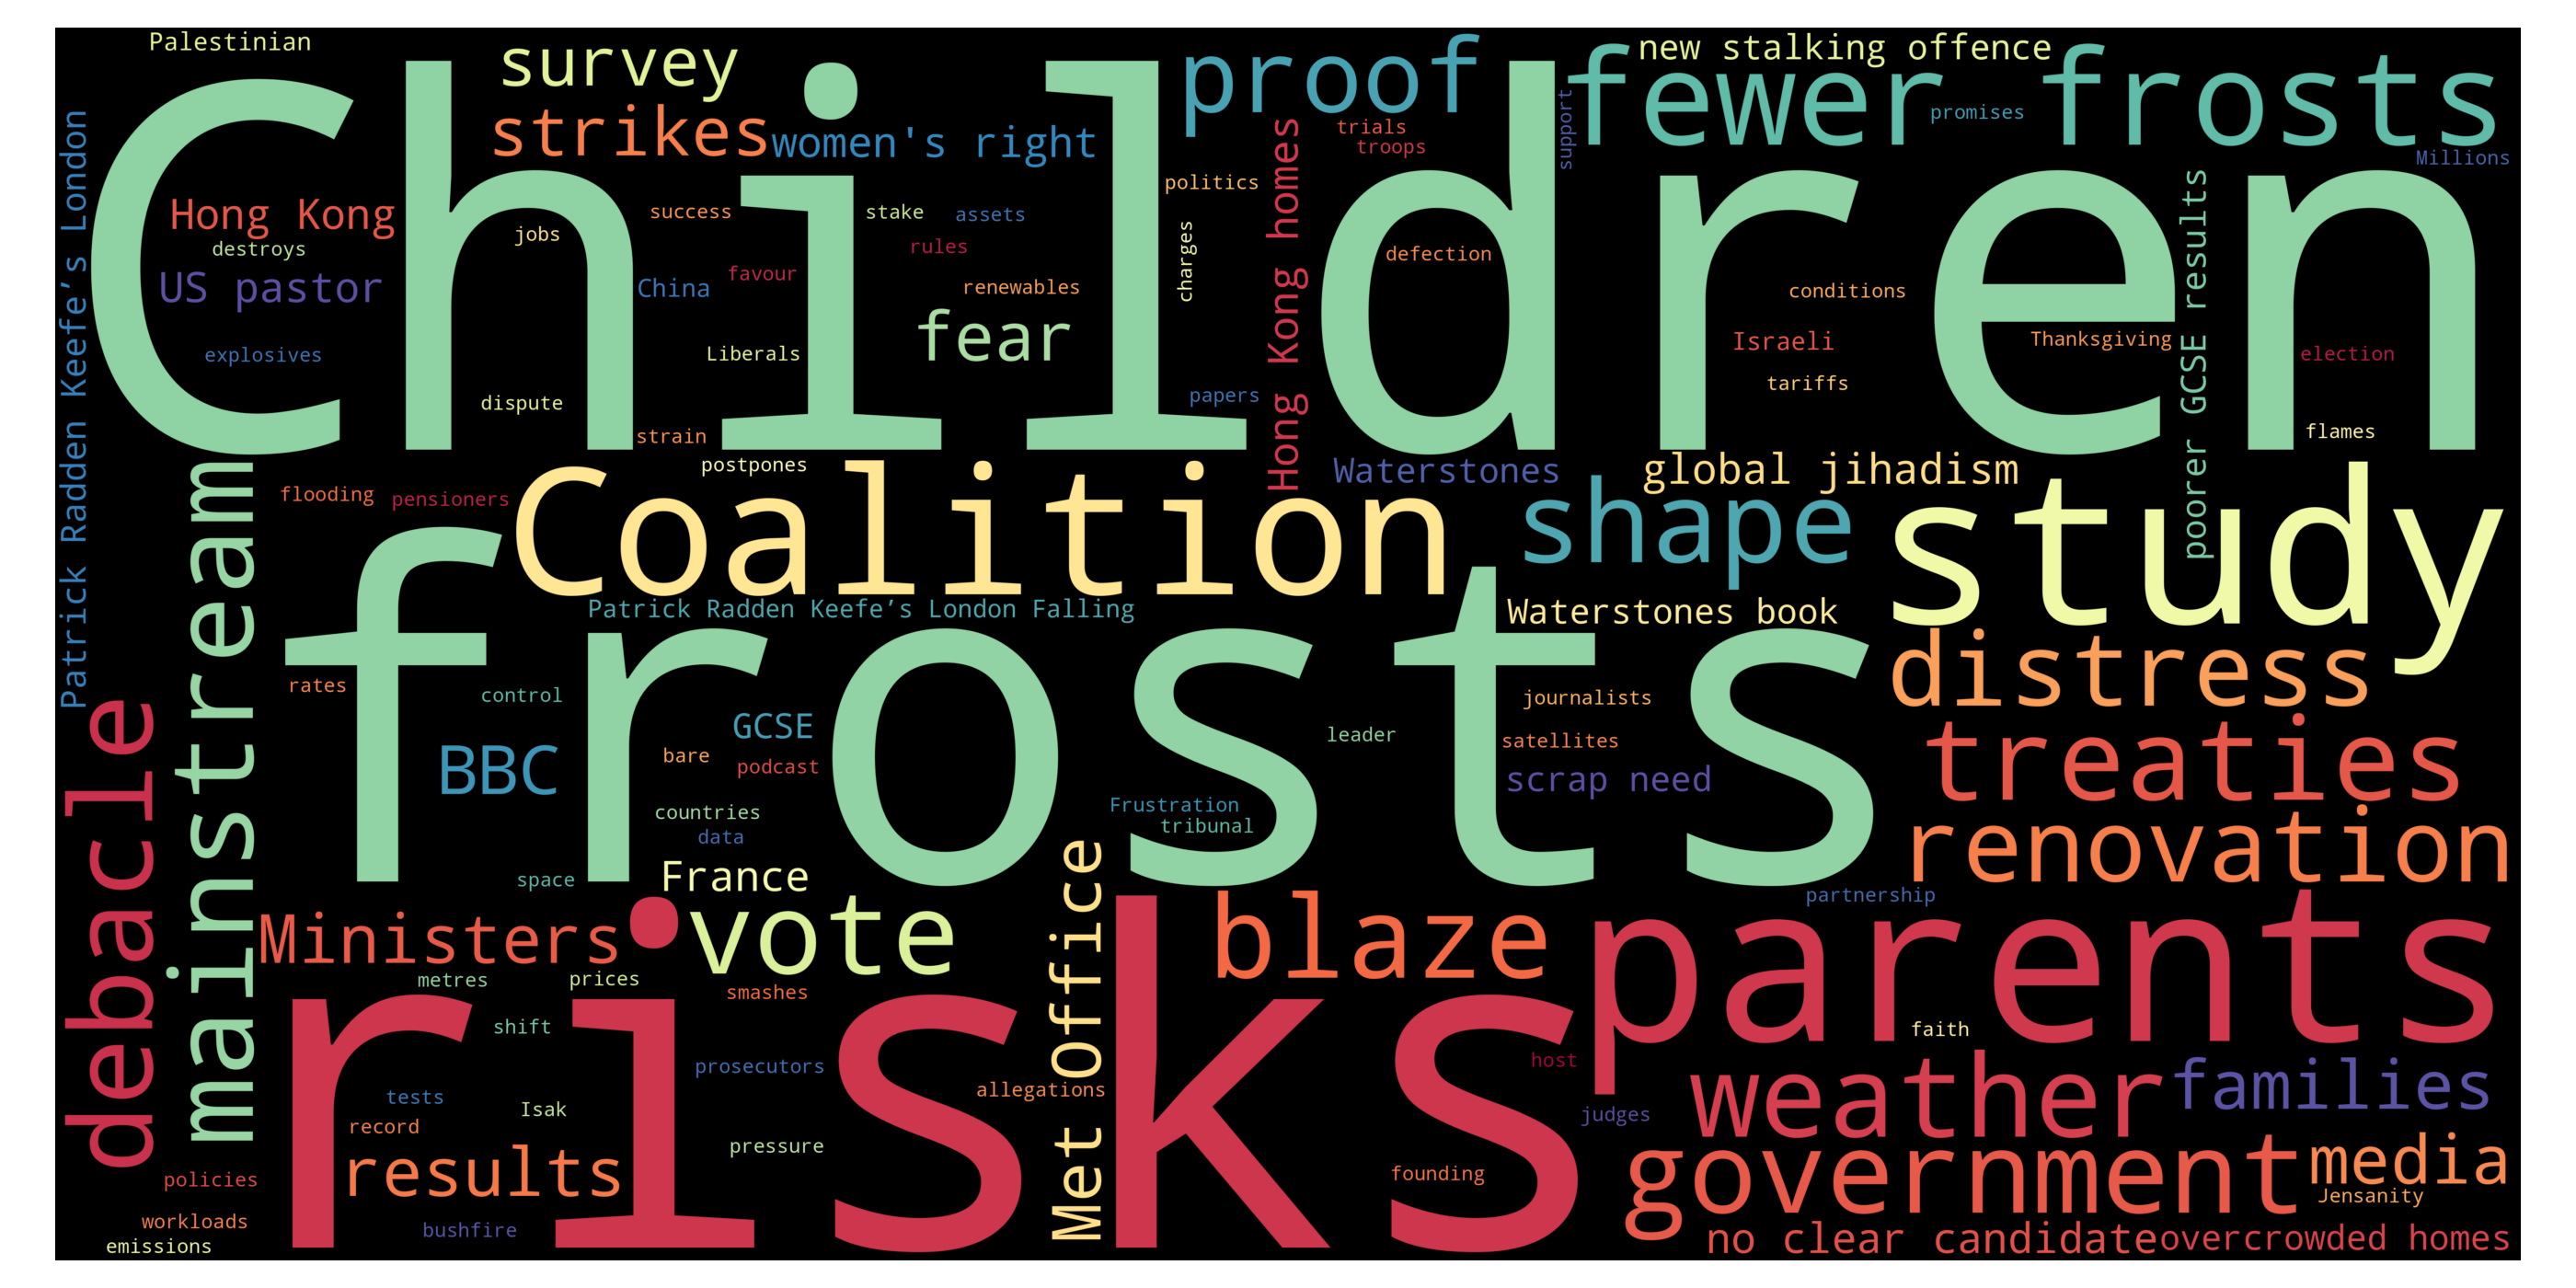 Palestinian
survey
proof
new stalking offence
fewer frosts
strikes
women's right
trials
troops
support
promises
Millions
Children
Patrick Radden Keefe’s London
Hong Kong
destroys
US pastor
explosives
jobs
success
stake
assets
rules
China
favour
renewables
Liberals
fear
dispute
strain
politics
charges
papers
Hong Kong homes
defection
conditions
Israeli
tariffs
Thanksgiving
poorer GCSE results
election
flames
postpones
flooding
pensioners
Coalition
Waterstones
global jihadism
shape
study
mainstream
debacle
frosts
Patrick Radden Keefe’s London Falling
Waterstones book
distress
rates
control
BBC
GCSE
bare
podcast
countries
data
space
France
leader
journalists
satellites
scrap need
Frustration
tribunal
treaties
renovation
partnership
Ministers
vote
Met Office
blaze
parents
metres
prices
smashes
shift
risks
prosecutors
allegations
host
faith
tests
Isak
record
pressure
judges
weather
families
results
policies
founding
government
media
Jensanity
workloads
bushfire
emissions
no clear candidate
overcrowded homes